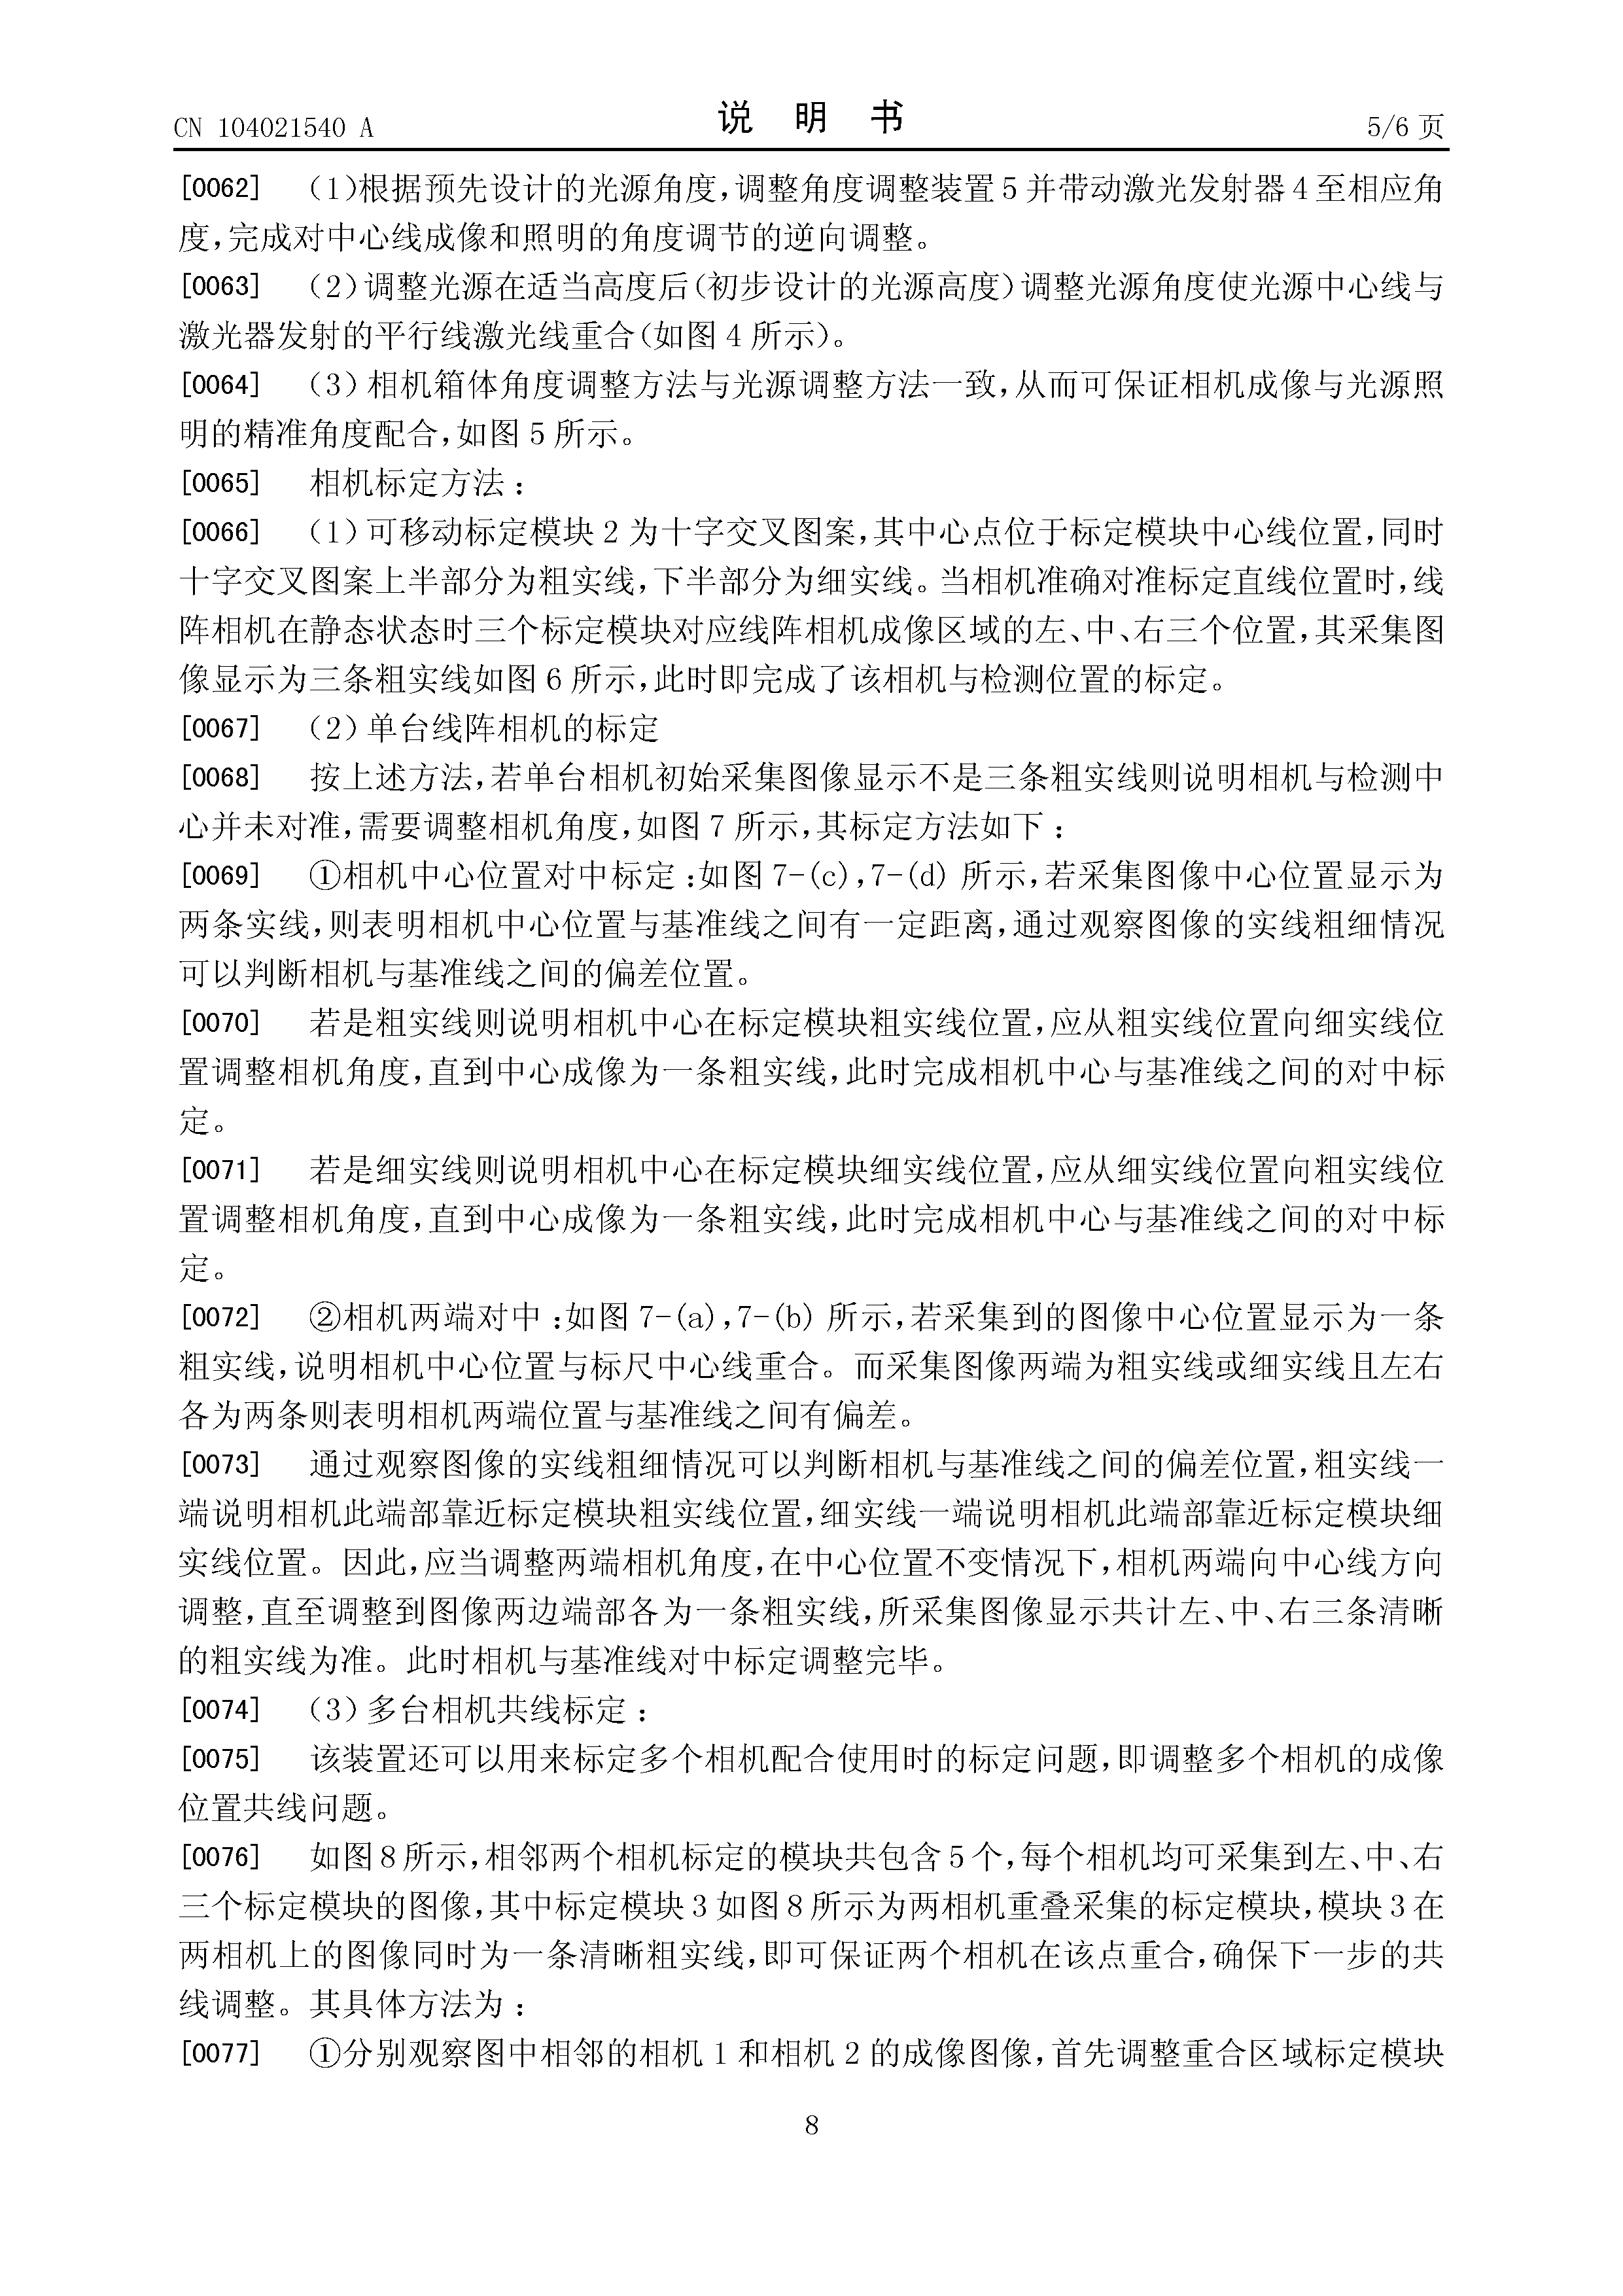 CN 104021540 A
说 明 书
5/6 页
[0062] (1)根据预先设计的光源角度,调整角度调整装置5并带动激光发射器4至相应角
度,完成对中心线成像和照明的角度调节的逆向调整。
[0063] (2)调整光源在适当高度后(初步设计的光源高度)调整光源角度使光源中心线与
激光器发射的平行线激光线重合(如图 4 所示)。
[0064] (3)相机箱体角度调整方法与光源调整方法一致,从而可保证相机成像与光源照
明的精准角度配合,如图 5 所示。
[0065] 相机标定方法:
[0066] (1)可移动标定模块 2 为十字交叉图案,其中心点位于标定模块中心线位置,同时
十字交叉图案上半部分为粗实线,下半部分为细实线。当相机准确对准标定直线位置时,线
阵相机在静态状态时三个标定模块对应线阵相机成像区域的左、中、右三个位置,其采集图
像显示为三条粗实线如图 6 所示,此时即完成了该相机与检测位置的标定。
[0067] (2)单台线阵相机的标定
[0068] 按上述方法,若单台相机初始采集图像显示不是三条粗实线则说明相机与检测中
心并未对准,需要调整相机角度,如图 7 所示,其标定方法如下:
[0069] ①相机中心位置对中标定:如图 7-(c),7-(d) 所示,若采集图像中心位置显示为
两条实线,则表明相机中心位置与基准线之间有一定距离,通过观察图像的实线粗细情况
可以判断相机与基准线之间的偏差位置。
[0070] 若是粗实线则说明相机中心在标定模块粗实线位置,应从粗实线位置向细实线位
置调整相机角度,直到中心成像为一条粗实线,此时完成相机中心与基准线之间的对中标
定。
[0071] 若是细实线则说明相机中心在标定模块细实线位置,应从细实线位置向粗实线位
置调整相机角度,直到中心成像为一条粗实线,此时完成相机中心与基准线之间的对中标
定。
[0072] ②相机两端对中:如图 7-(a),7-(b) 所示,若采集到的图像中心位置显示为一条
粗实线,说明相机中心位置与标尺中心线重合。而采集图像两端为粗实线或细实线且左右
各为两条则表明相机两端位置与基准线之间有偏差。
[0073] 通过观察图像的实线粗细情况可以判断相机与基准线之间的偏差位置,粗实线一
端说明相机此端部靠近标定模块粗实线位置,细实线一端说明相机此端部靠近标定模块细
实线位置。因此,应当调整两端相机角度,在中心位置不变情况下,相机两端向中心线方向
调整,直至调整到图像两边端部各为一条粗实线,所采集图像显示共计左、中、右三条清晰
的粗实线为准。此时相机与基准线对中标定调整完毕。
[0074] (3)多台相机共线标定:
[0075] 该装置还可以用来标定多个相机配合使用时的标定问题,即调整多个相机的成像
位置共线问题。
[0076] 如图8所示,相邻两个相机标定的模块共包含5个,每个相机均可采集到左、中、右
三个标定模块的图像,其中标定模块3如图8所示为两相机重叠采集的标定模块,模块3在
两相机上的图像同时为一条清晰粗实线,即可保证两个相机在该点重合,确保下一步的共
线调整。其具体方法为:
[0077] ①分别观察图中相邻的相机 1 和相机 2 的成像图像,首先调整重合区域标定模块
8